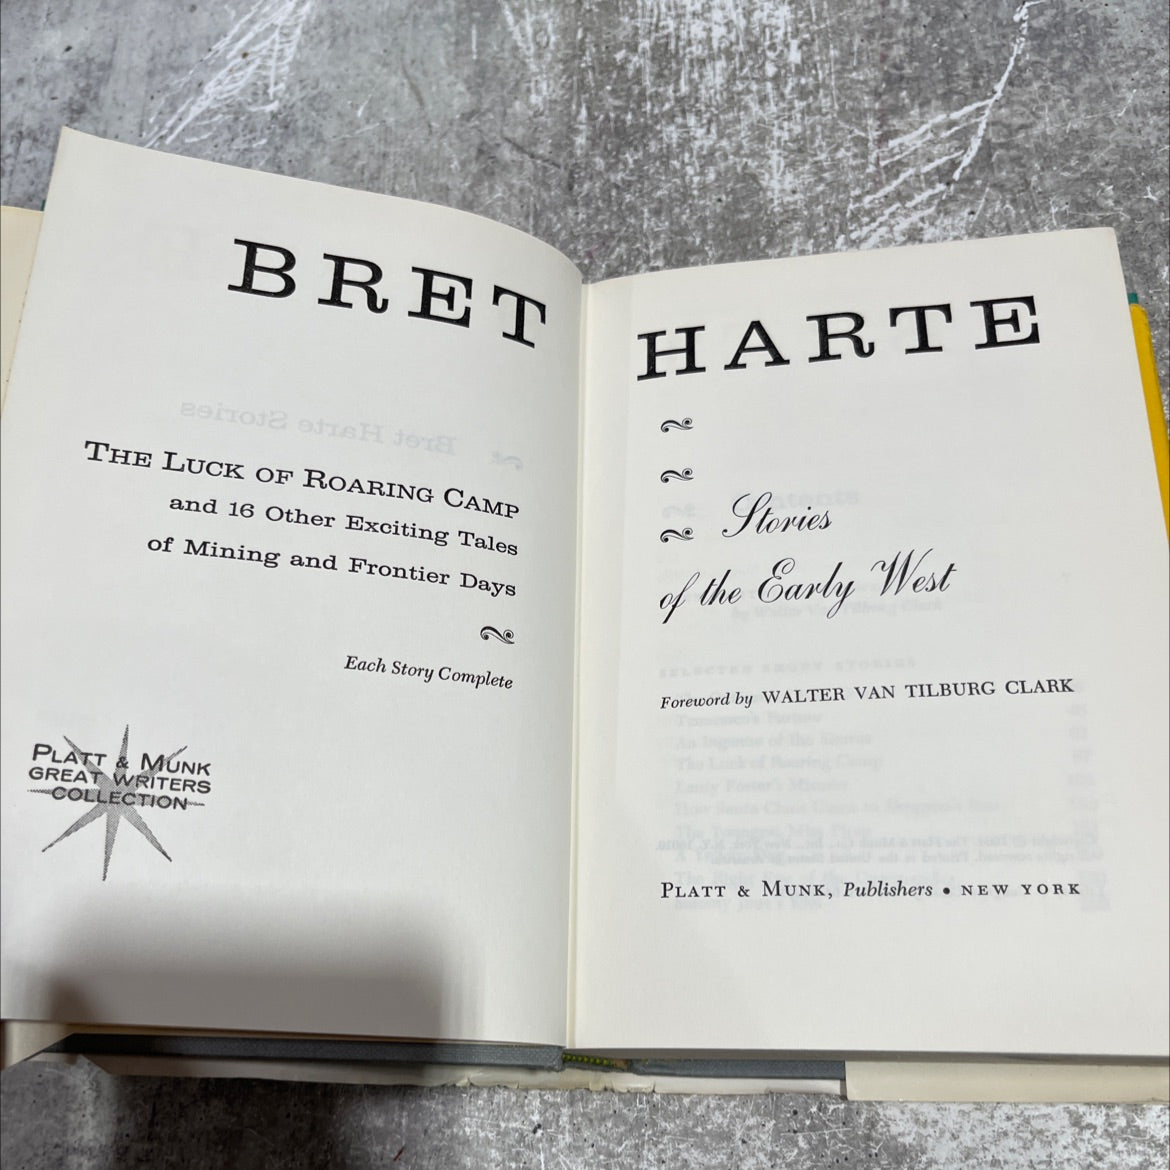 BRET
THE LUCK OF ROARING CAMP
and 16 Other Exciting Tales
of Mining and Frontier Days
Each Story Complete
PLATT & MUNK
GREAT WRITERS
COLLECTION
HARTE
Stories
of the Early West
Foreword by WALTER VAN TILBURG CLARK
PLATT & MUNK, Publishers • NEW YORK